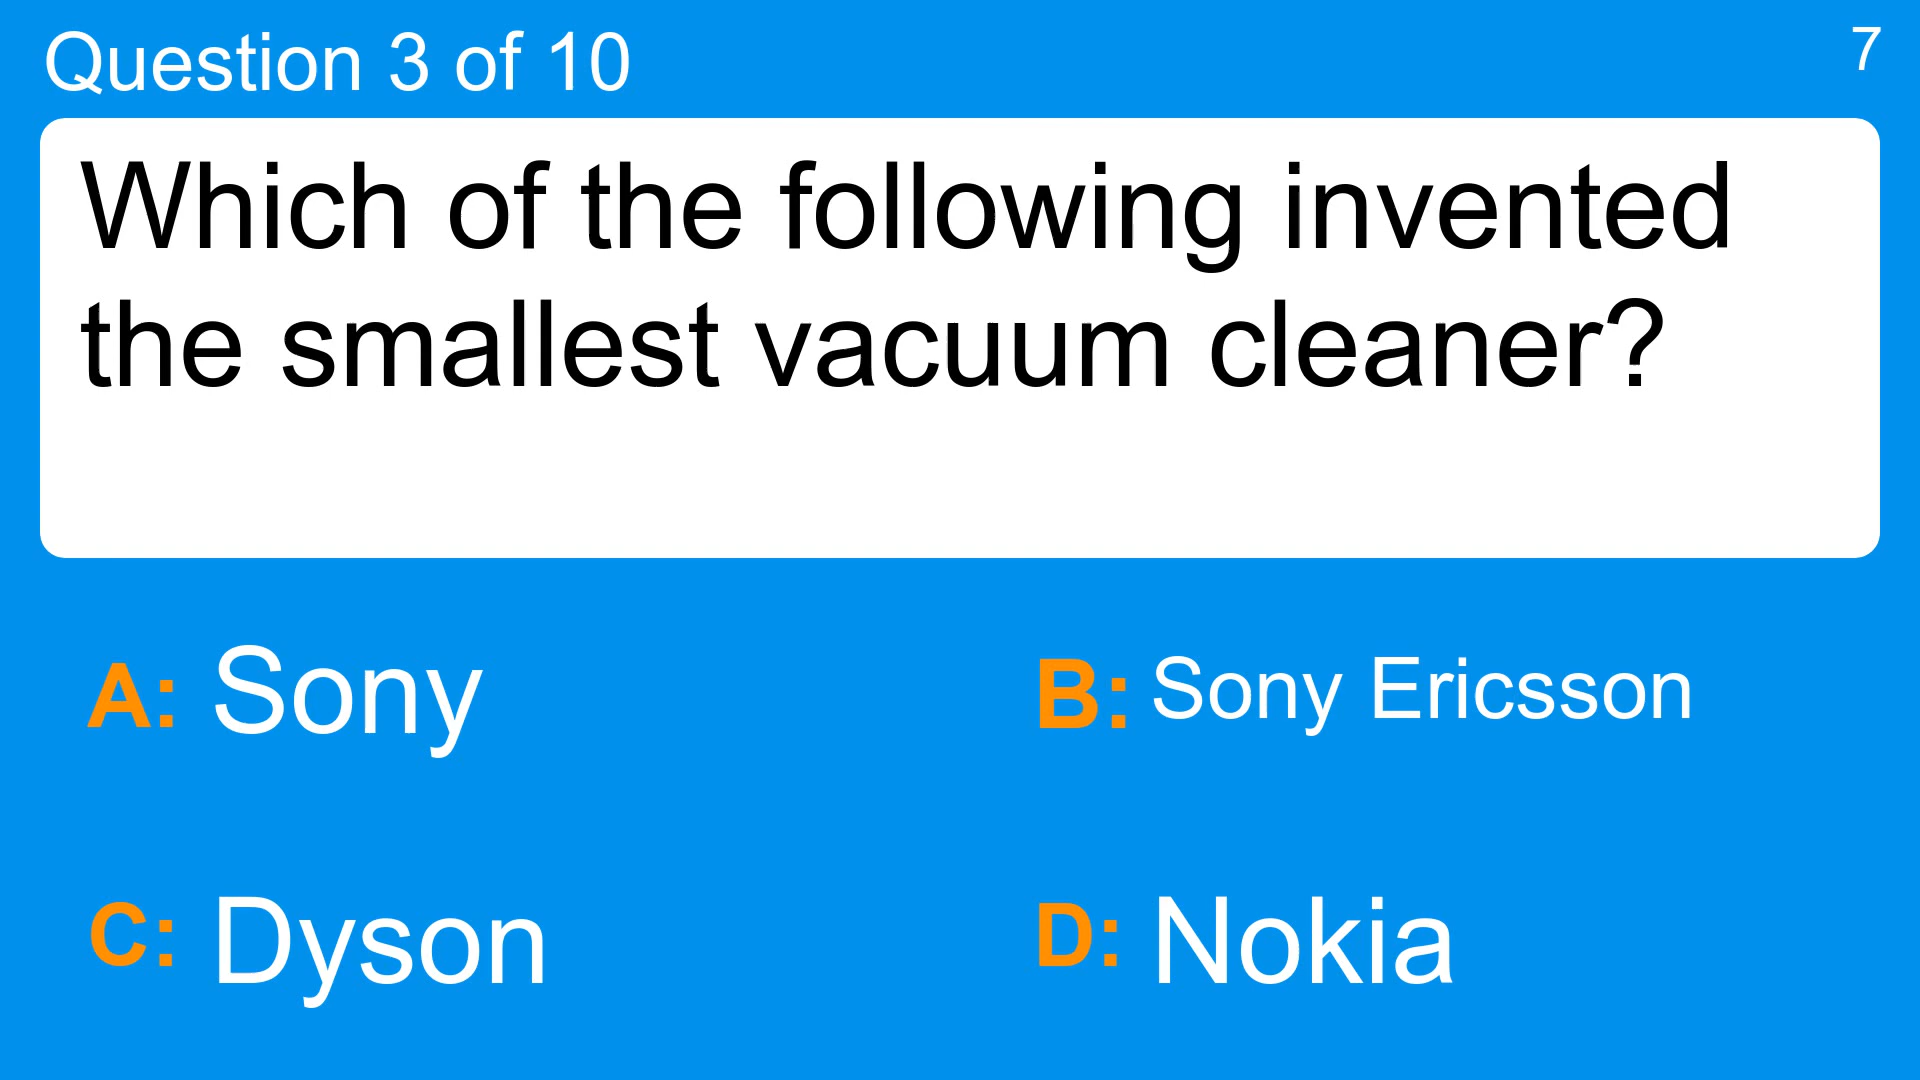 Question 3 of 10
7
Which of the following invented
the smallest vacuum cleaner?
A: Sony
B: Sony Ericsson
C: Dyson
D: Nokia